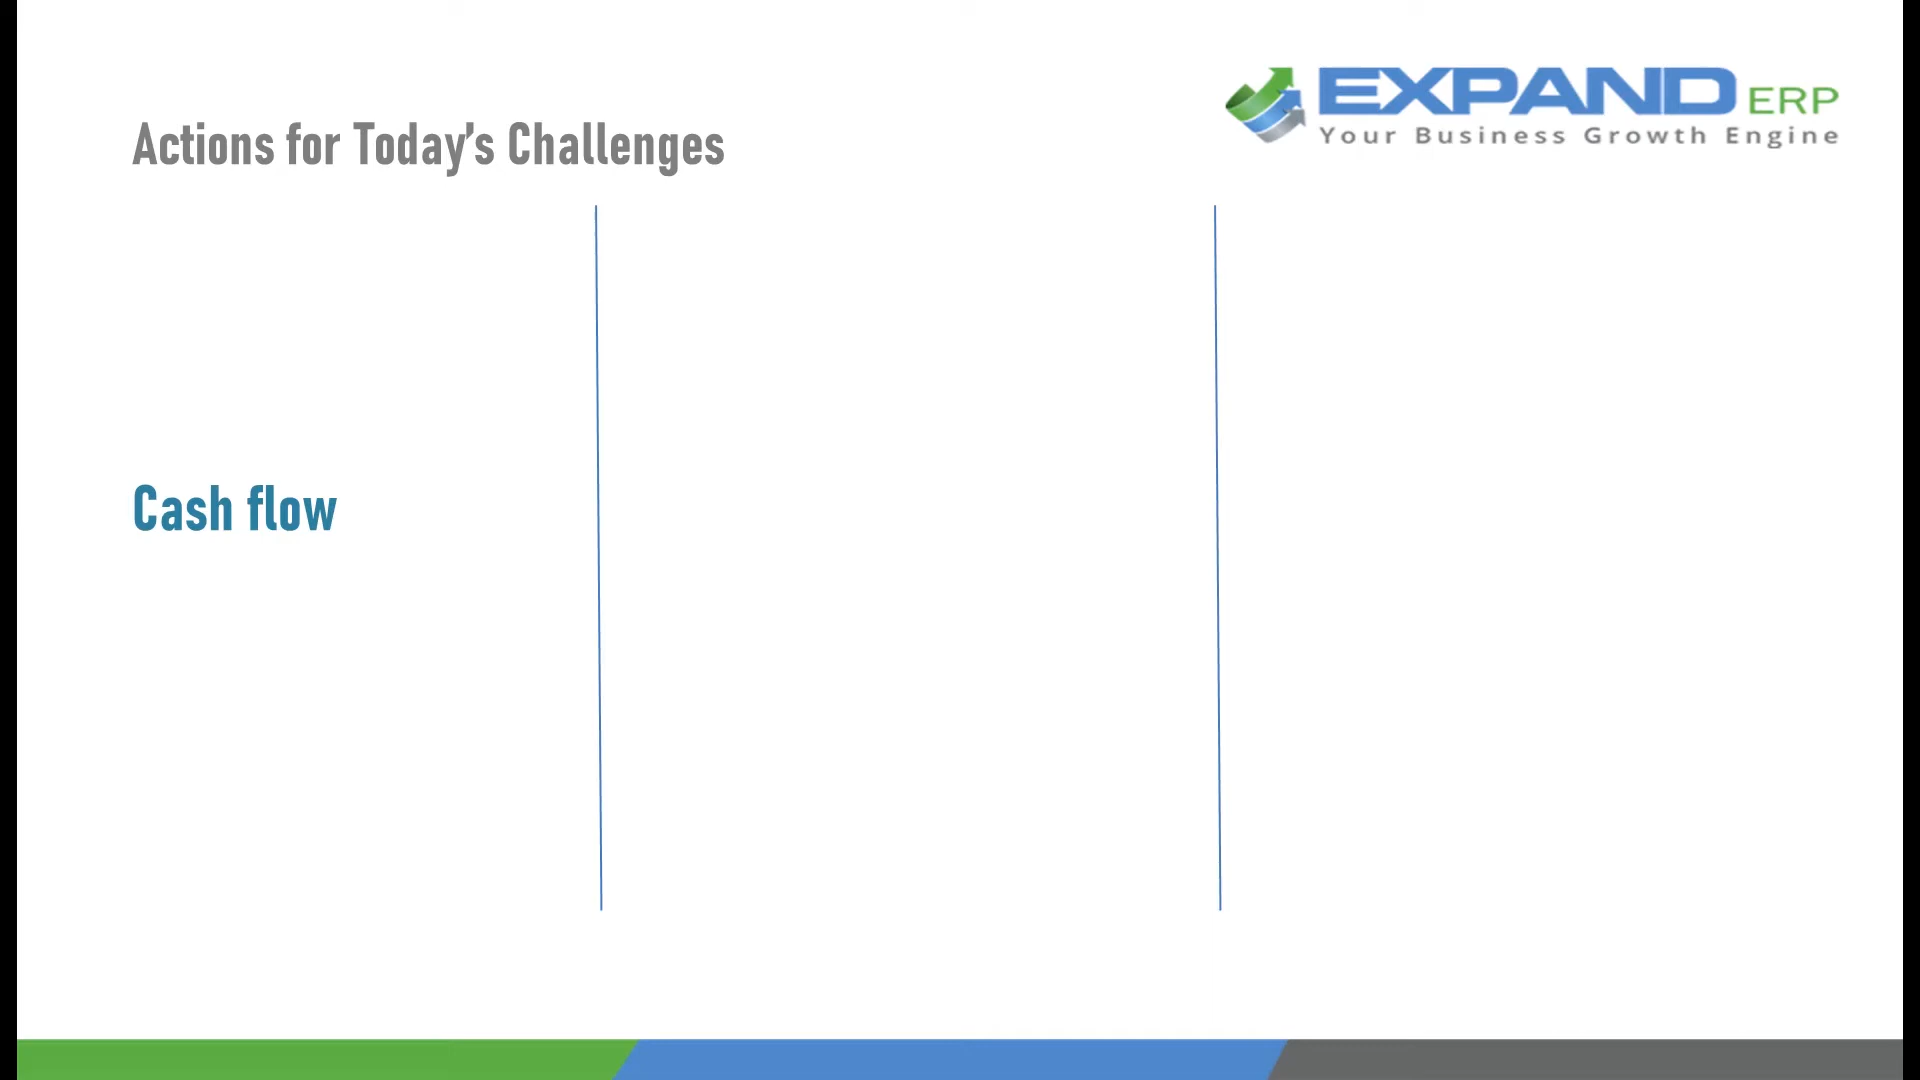 EXPAND ERP
Your Business Growth Engine
Actions for Today's Challenges
Cash flow